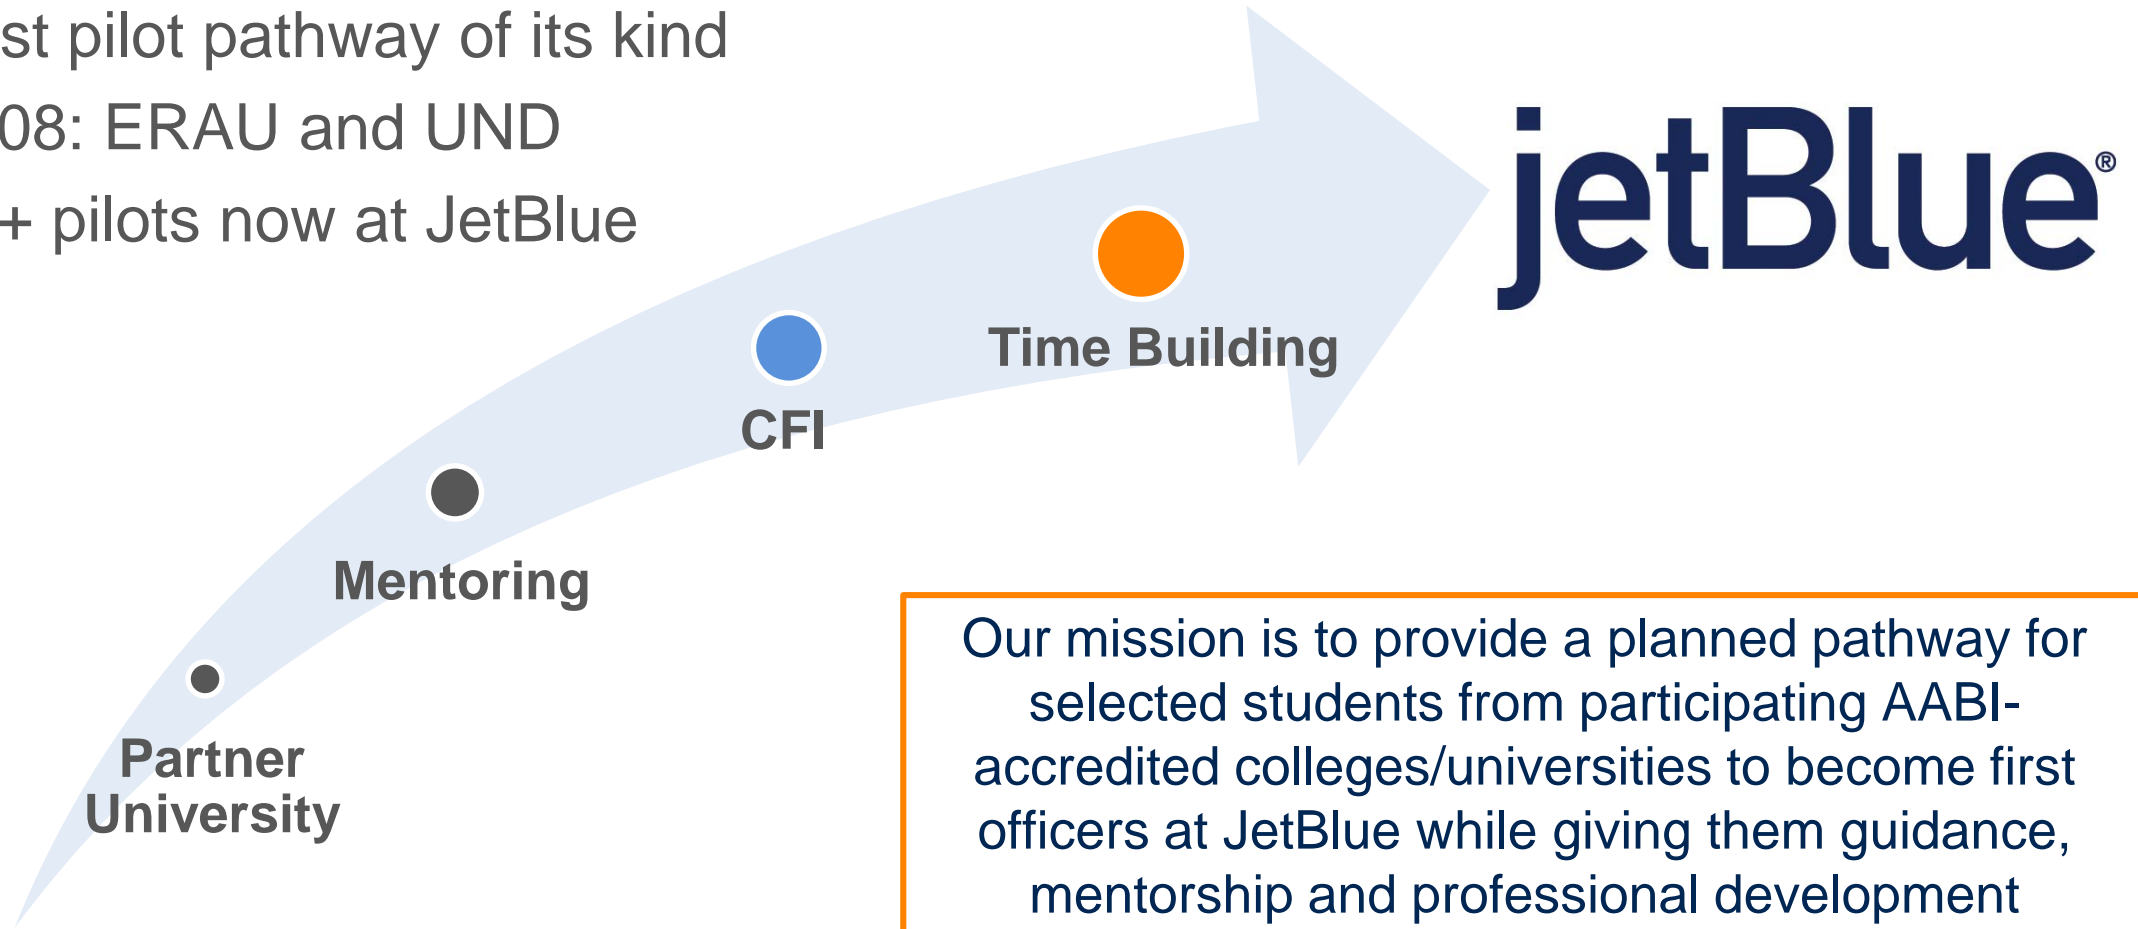 st pilot pathway of its kind
08: ERAU and UND
+ pilots now at JetBlue
jetBlue®
Time Building
CFI
Mentoring
Partner
University
Our mission is to provide a planned pathway for
selected students from participating AABI-
accredited colleges/universities to become first
officers at JetBlue while giving them guidance,
mentorship and professional development